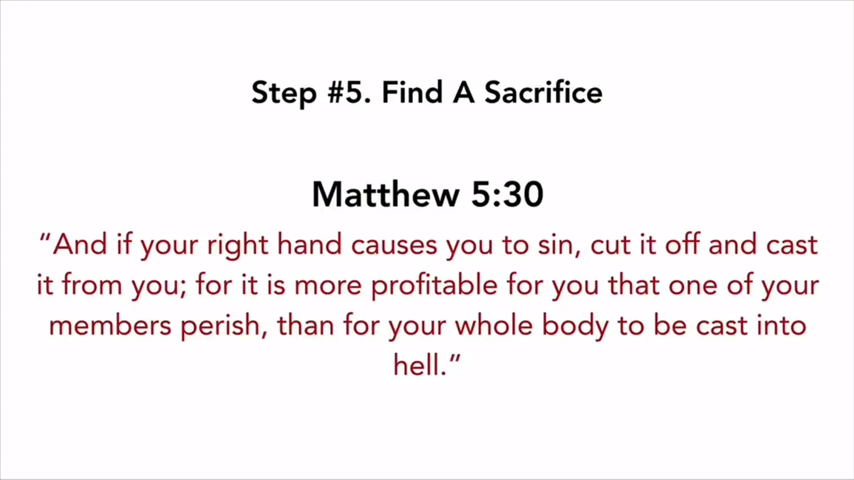 Step #5. Find A Sacrifice
Matthew 5:30
“And if your right hand causes you to sin, cut it off and cast
it from you; for it is more profitable for you that one of your
members perish, than for your whole body to be cast into
hell.”